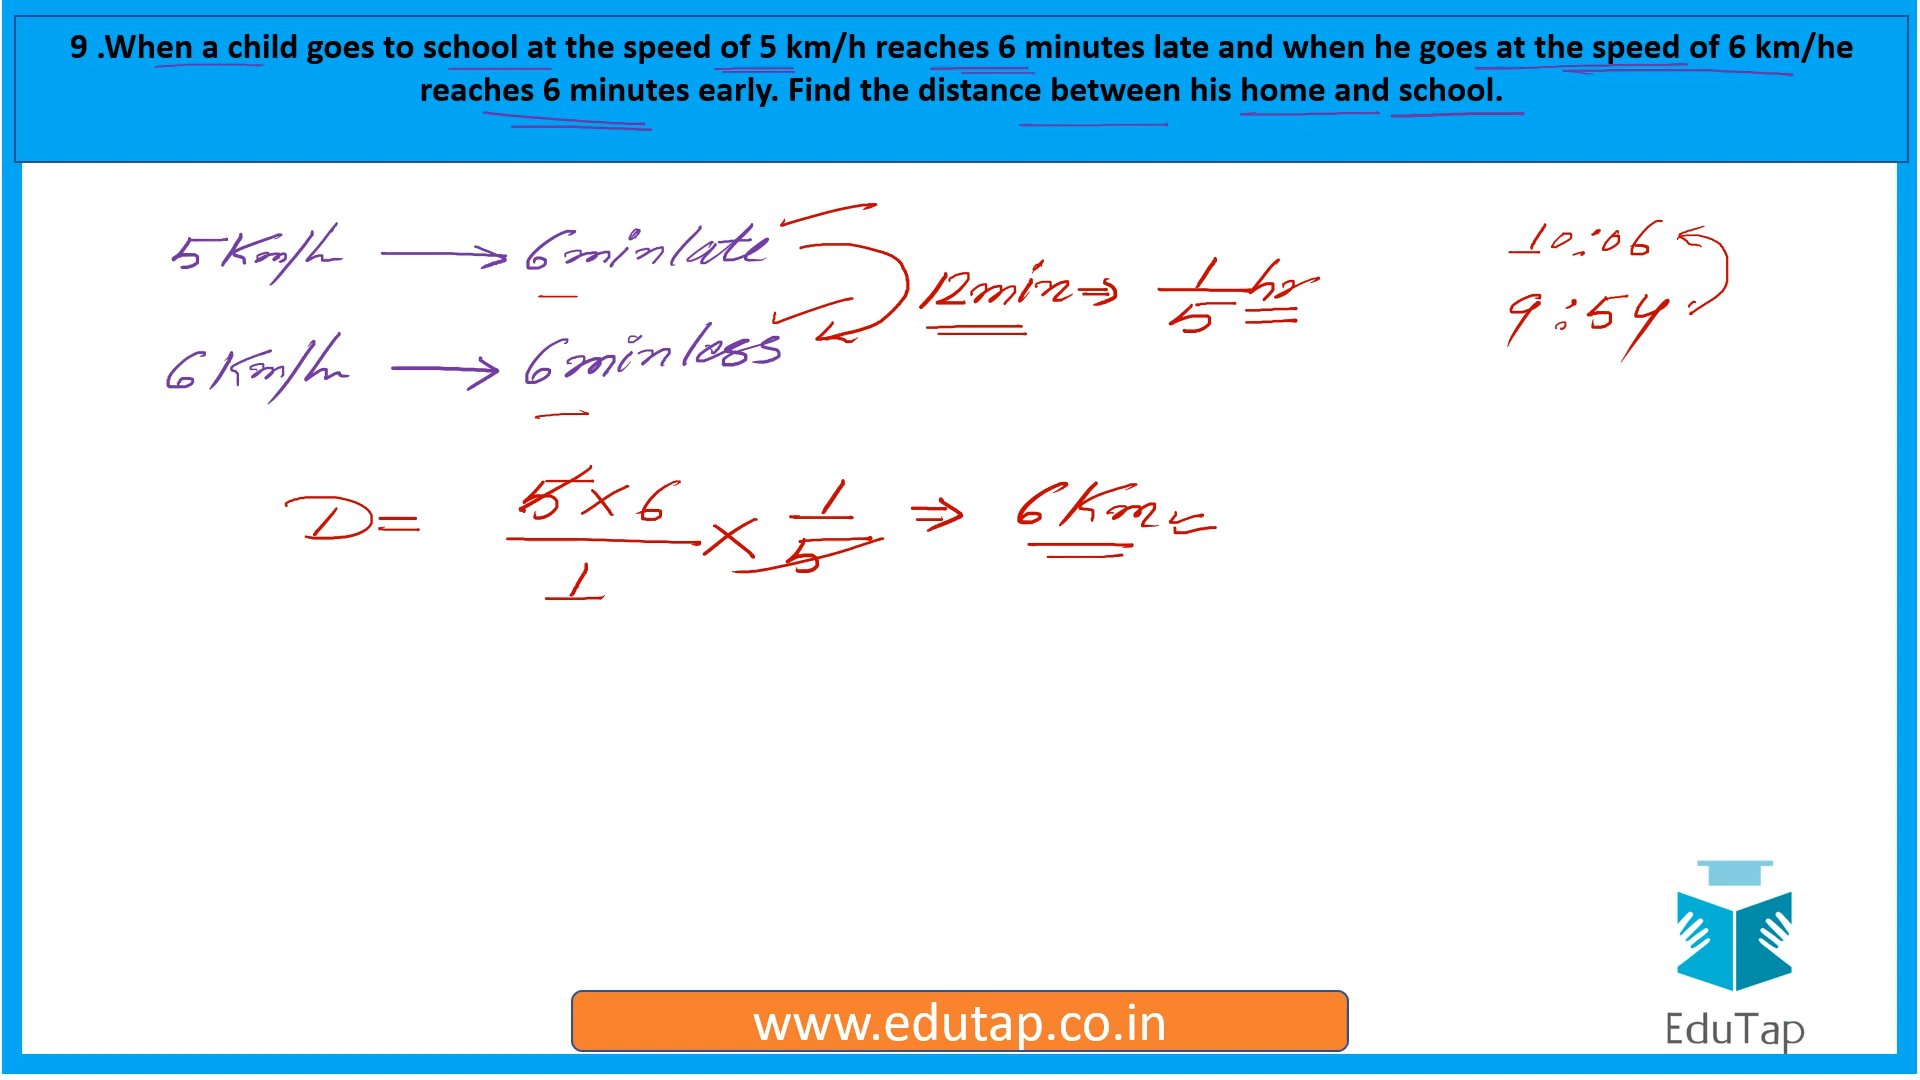 9 .When a child goes to school at the speed of 5 km/h reaches 6 minutes late and when he goes at the speed of 6 km/he
reaches 6 minutes early. Find the distance between his home and school.
5 Km/h → 6 min late
12 min ⇒ 1/5 hr
10:06
9:54
6 Km/h → 6 min less
D = 5 × 6 / 1 × 1/5 ⇒ 6 Km
www.edutap.co.in
EduTap